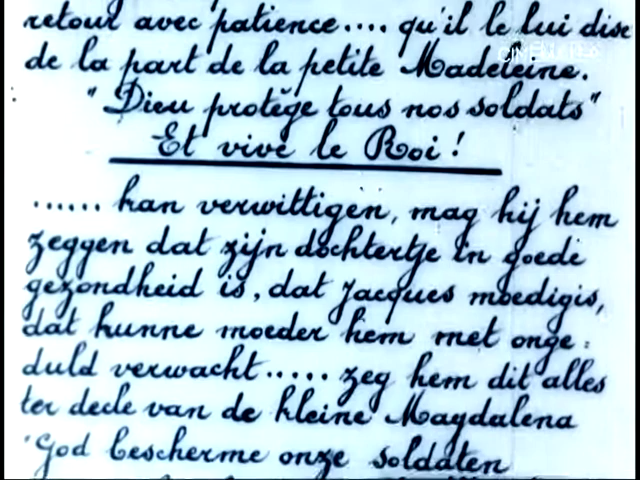 retour avec patience.... qu'il le lui dise
de la part de la petite Madeleine.
"Dieu protège tous nos soldats"
Et vive le Roi!
...... kan verwittigen, mag hij hem
zeggen dat zijn dochtertje in goede
gezondheid is, dat Jacques moedig is,
dat hunne moeder hem met onge=
duld verwacht..... zeg hem dit alles
ter deele van de kleine Magdalena
"God bescherme onze soldaten